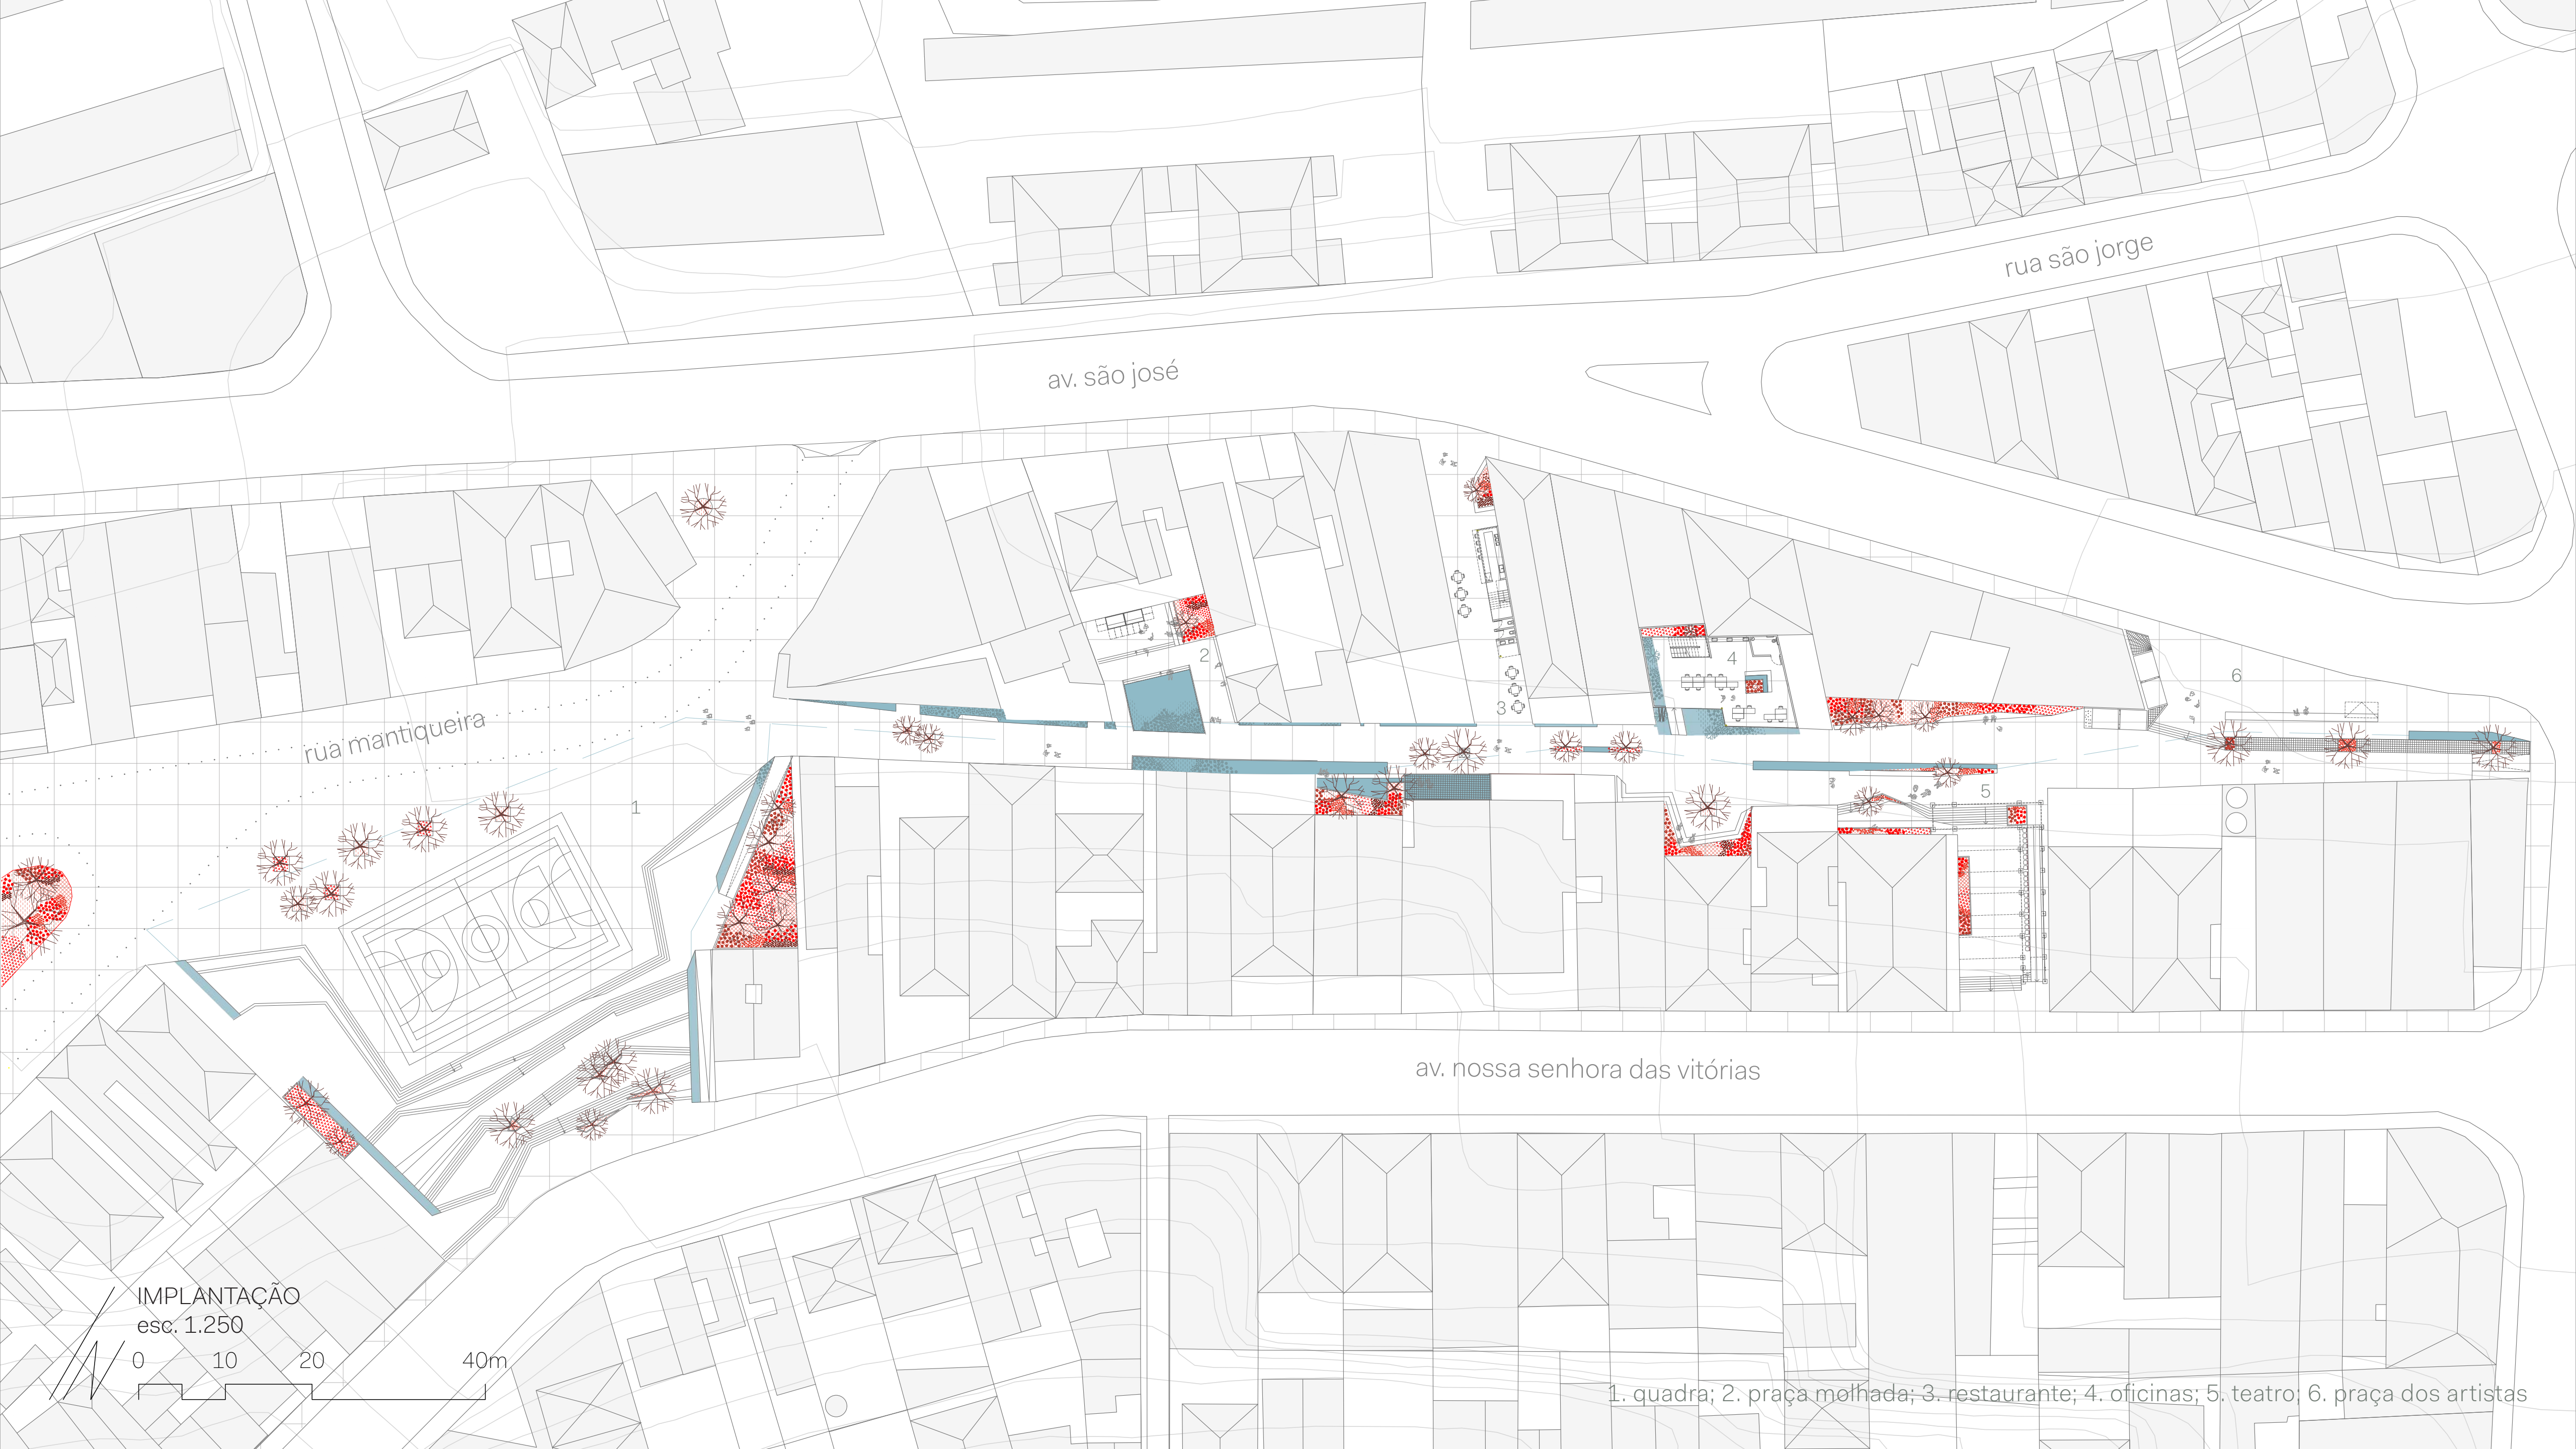 rua são jorge
av. são josé
2
4
6
3
rua mantiqueira
1
5
av. nossa senhora das vitórias
IMPLANTAÇÃO
esc. 1.250
0 10 20 40m
1. quadra; 2. praça molhada; 3. restaurante; 4. oficinas; 5. teatro; 6. praça dos artistas